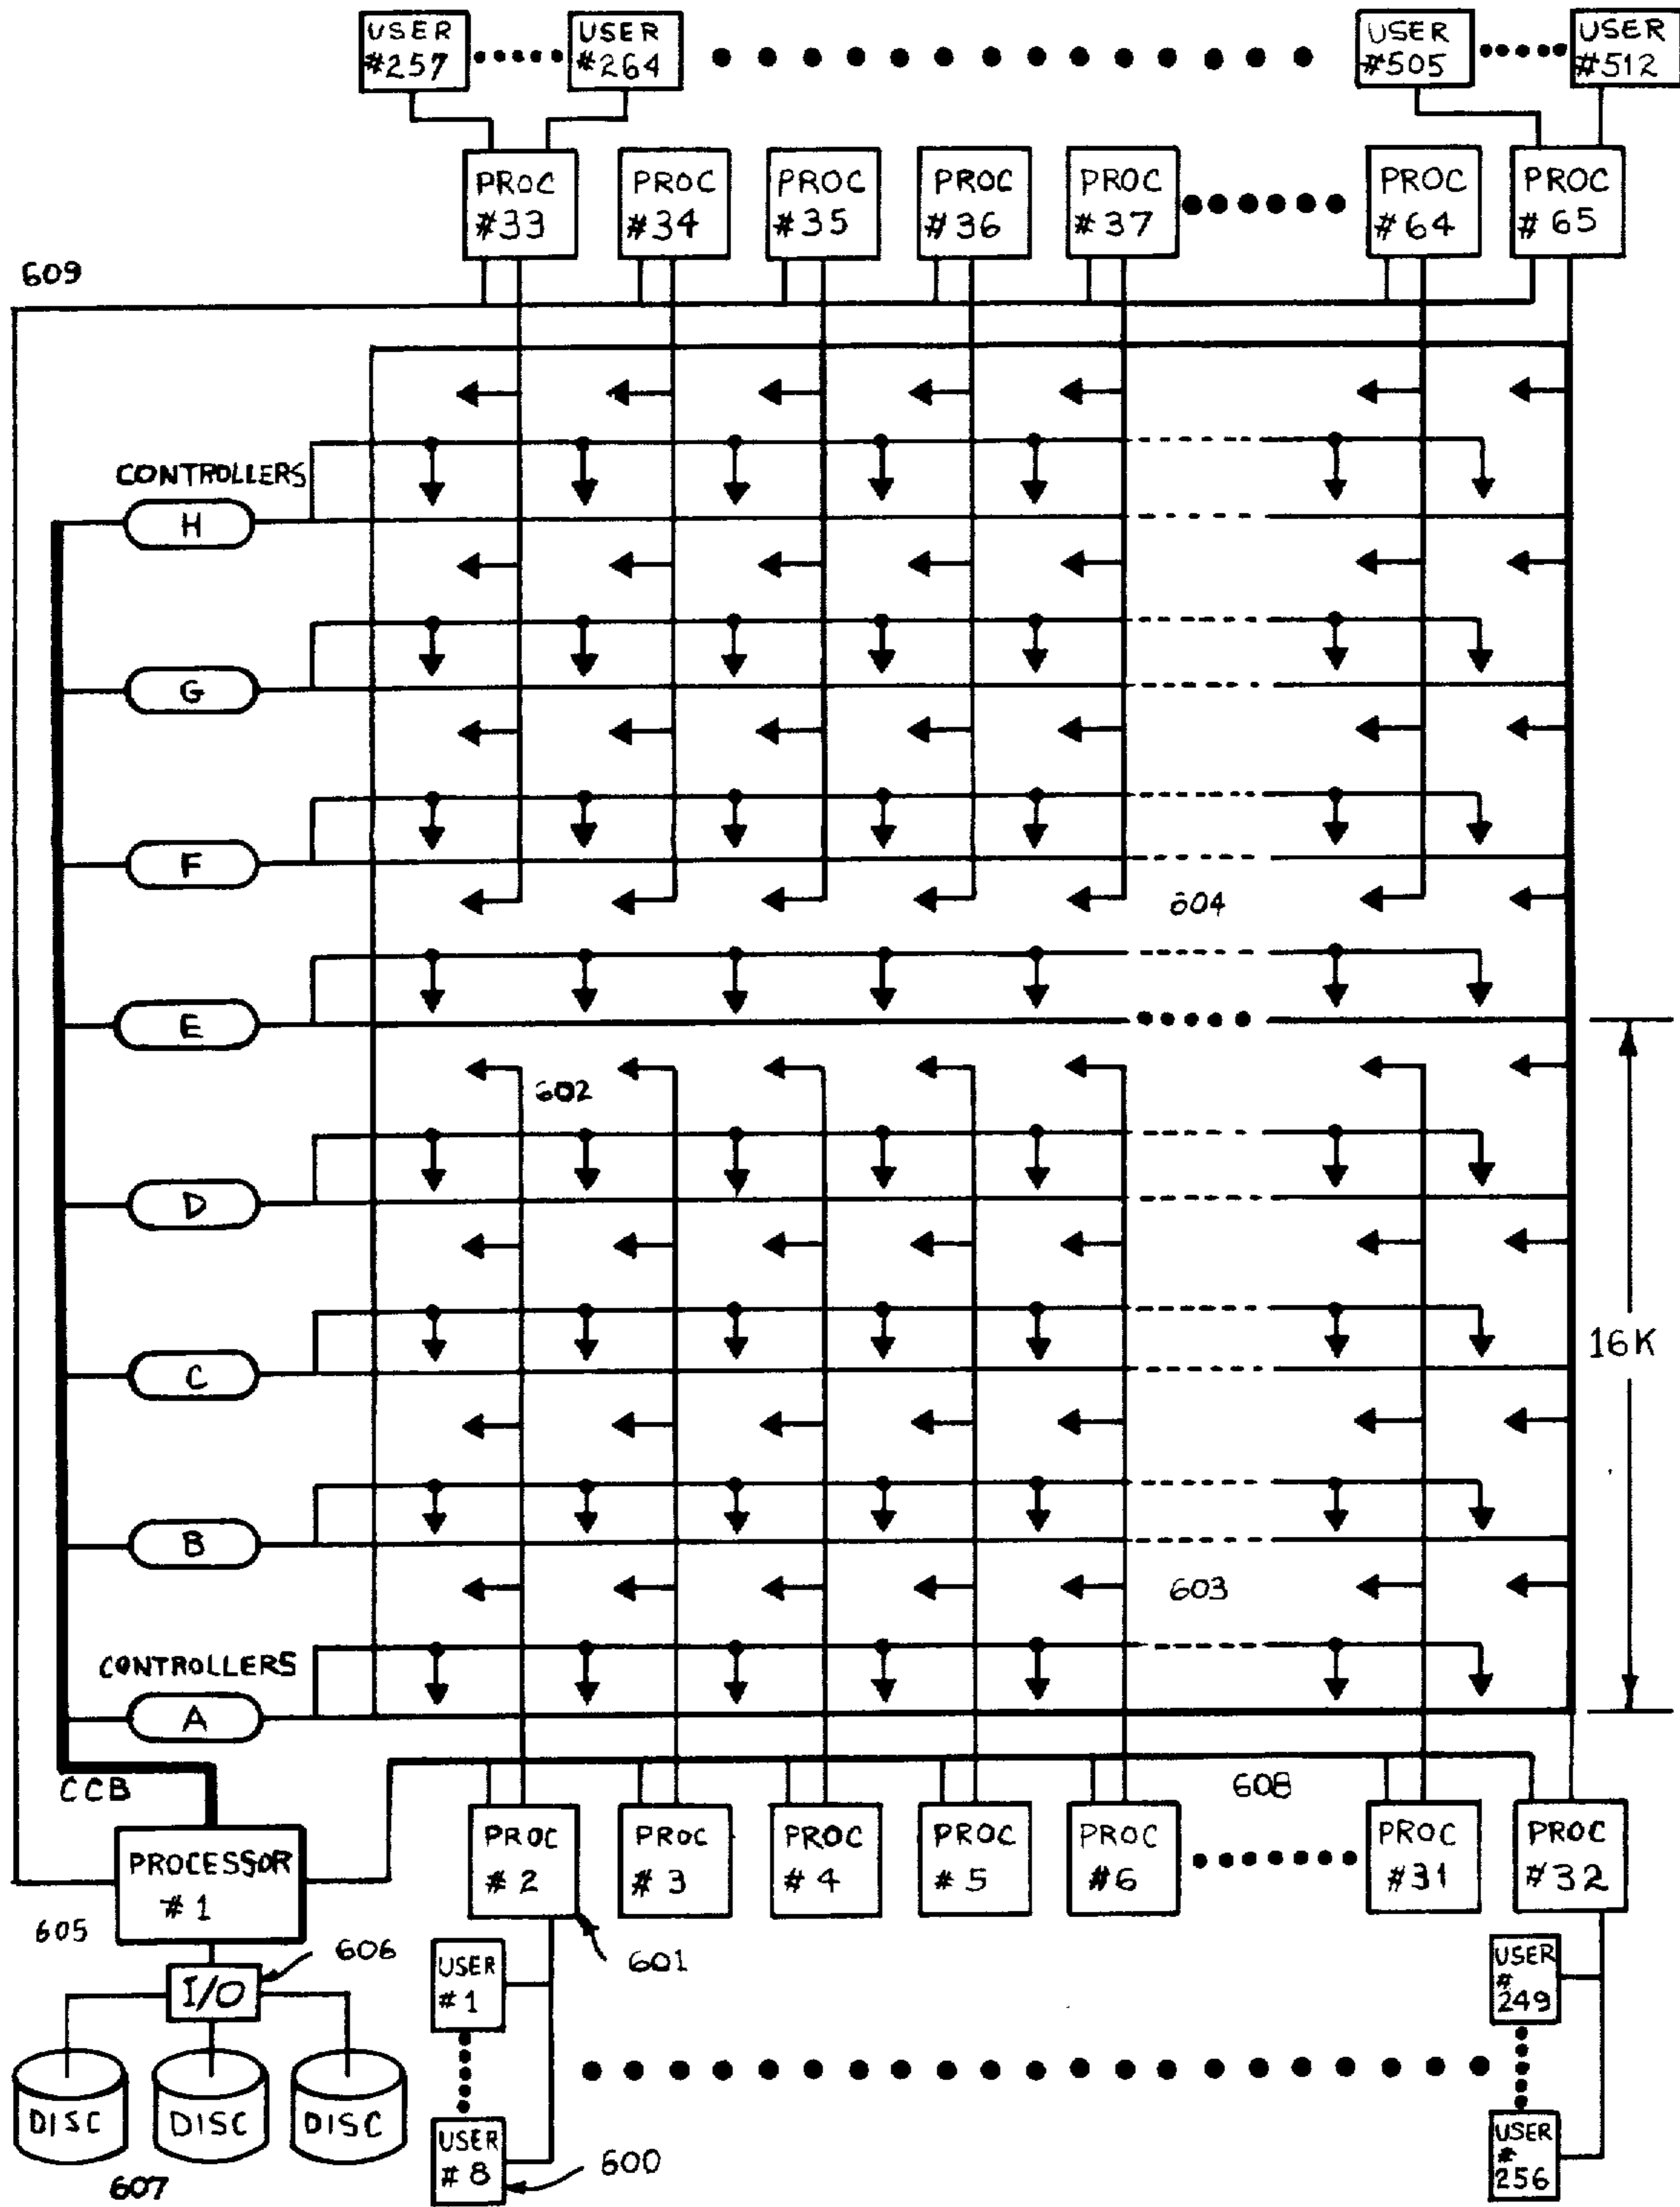 USER
#257
USER
#264
USER
#505
USER
#512
PROC
#33
PROC
#34
PROC
#35
PROC
#36
PROC
#37
PROC
#64
PROC
#65
609
CONTROLLERS
H
G
F
604
E
602
D
C
16K
B
603
CONTROLLERS
A
CCB
608
PROCESSOR
#1
PROC
#2
PROC
#3
PROC
#4
PROC
#5
PROC
#6
PROC
#31
PROC
#32
605
606
601
I/O
USER
#1
USER
#
249
DISC
DISC
DISC
607
USER
#8
600
USER
#
256